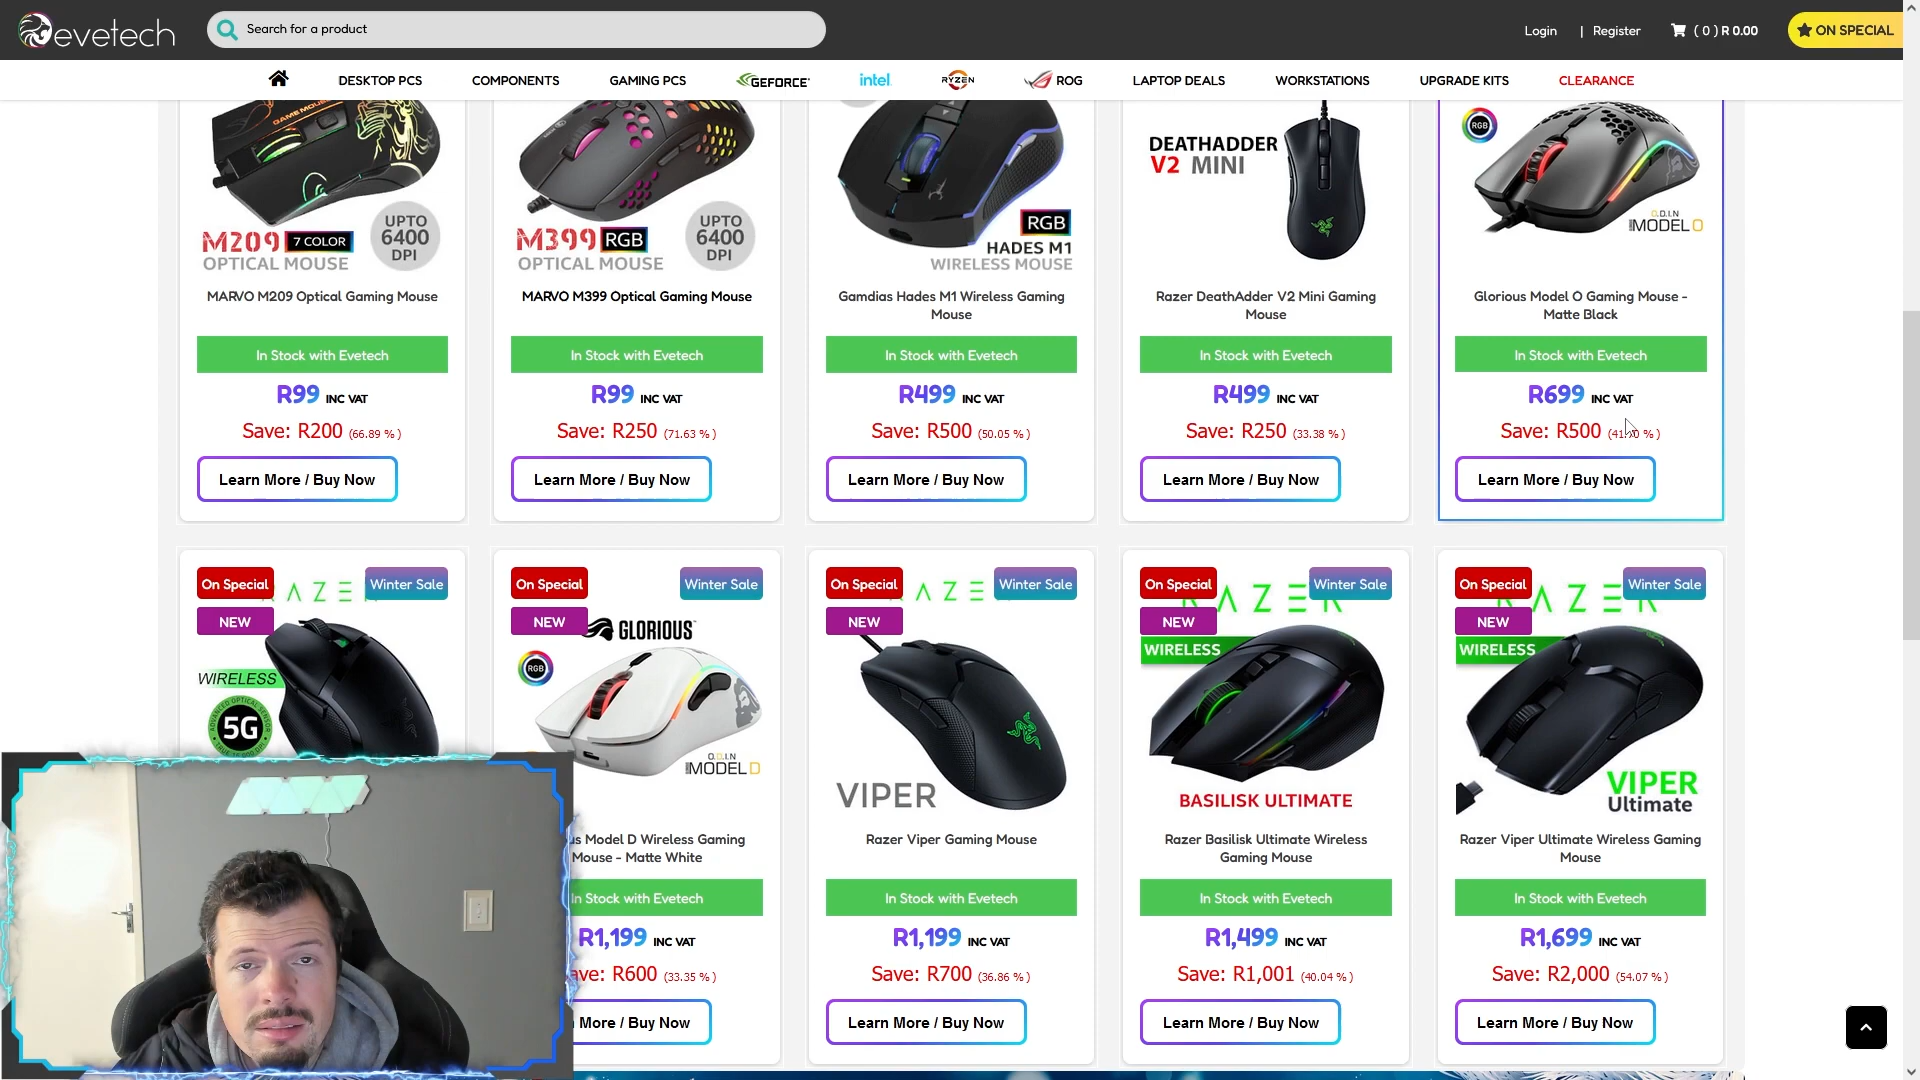 evetech
Search for a product
Login | Register
( 0 ) R 0.00
ON SPECIAL
DESKTOP PCS
COMPONENTS
GAMING PCS
GEFORCE
intel
RYZEN
ROG
LAPTOP DEALS
WORKSTATIONS
UPGRADE KITS
CLEARANCE
GAME MOUSE
M209 7 COLOR
OPTICAL MOUSE
UPTO
6400
DPI
MARVO M209 Optical Gaming Mouse
In Stock with Evetech
R99 INC VAT
Save: R200 (66.89 % )
Learn More / Buy Now
M399 RGB
OPTICAL MOUSE
UPTO
6400
DPI
MARVO M399 Optical Gaming Mouse
In Stock with Evetech
R99 INC VAT
Save: R250 (71.63 % )
Learn More / Buy Now
RGB
HADES M1
WIRELESS MOUSE
Gamdias Hades M1 Wireless Gaming
Mouse
In Stock with Evetech
R499 INC VAT
Save: R500 (50.05 % )
Learn More / Buy Now
DEATHADDER
V2 MINI
Razer DeathAdder V2 Mini Gaming
Mouse
In Stock with Evetech
R499 INC VAT
Save: R250 (33.38 % )
Learn More / Buy Now
RGB
O.D.I.N
MODEL O
Glorious Model O Gaming Mouse -
Matte Black
In Stock with Evetech
R699 INC VAT
Save: R500
Learn More / Buy Now
On Special
Winter Sale
NEW
WIRELESS
5G
On Special
Winter Sale
NEW
GLORIOUS
RGB
O.D.I.N
MODEL D
Model D Wireless Gaming
Mouse - Matte White
In Stock with Evetech
R1,199 INC VAT
R600 (33.35 % )
More / Buy Now
On Special
Winter Sale
NEW
VIPER
Razer Viper Gaming Mouse
In Stock with Evetech
R1,199 INC VAT
Save: R700 (36.86 % )
Learn More / Buy Now
On Special
Winter Sale
NEW
WIRELESS
BASILISK ULTIMATE
Razer Basilisk Ultimate Wireless
Gaming Mouse
In Stock with Evetech
R1,499 INC VAT
Save: R1,001 (40.04 % )
Learn More / Buy Now
On Special
Winter Sale
NEW
WIRELESS
VIPER
Ultimate
Razer Viper Ultimate Wireless Gaming
Mouse
In Stock with Evetech
R1,699 INC VAT
Save: R2,000 (54.07 % )
Learn More / Buy Now